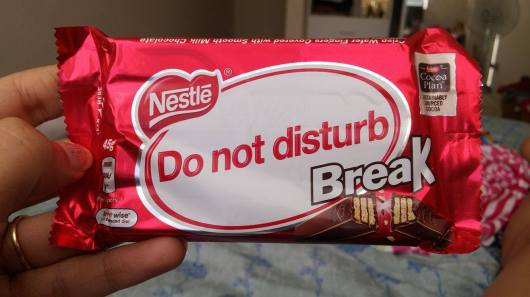 Crisp Wafer Fingers Covered with Smooth Milk Chocolate
Nestlé
®
Cocoa
Plan
SUSTAINABLY
SOURCED
COCOA
Do not disturb
Break
45g